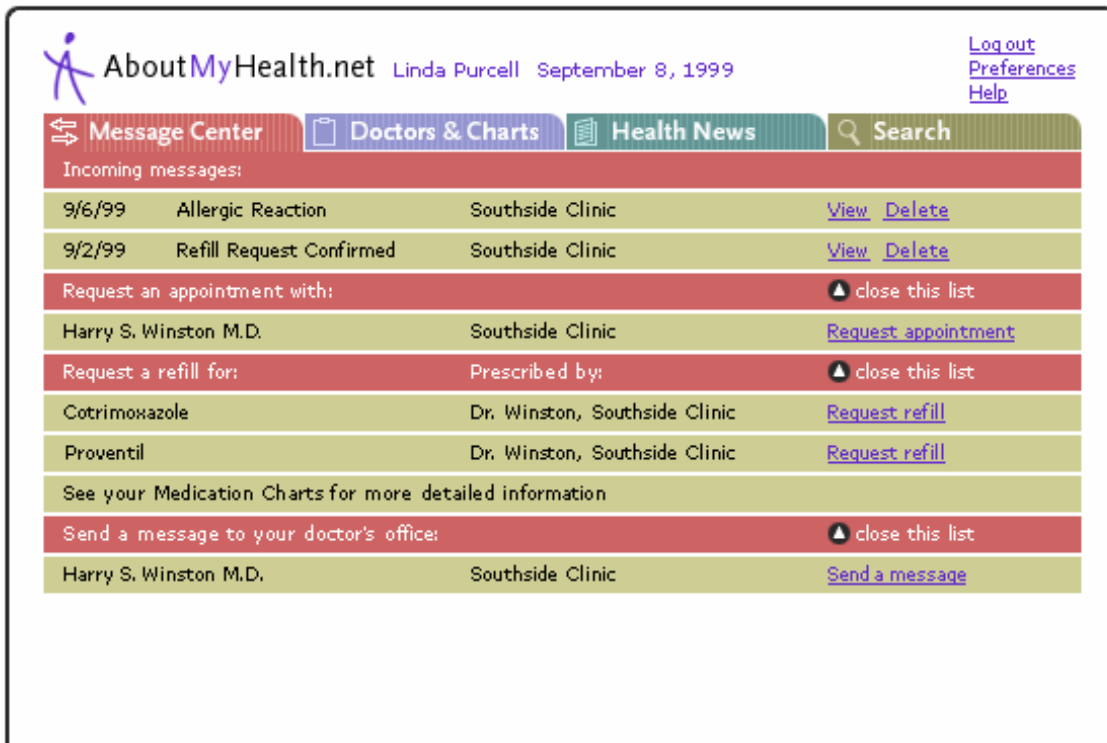 AboutMyHealth.net Linda Purcell September 8, 1999
Log out
Preferences
Help
Message Center Doctors & Charts Health News Search
Incoming messages:
9/6/99 Allergic Reaction Southside Clinic View Delete
9/2/99 Refill Request Confirmed Southside Clinic View Delete
Request an appointment with: close this list
Harry S. Winston M.D. Southside Clinic Request appointment
Request a refill for: Prescribed by: close this list
Cotrimoxazole Dr. Winston, Southside Clinic Request refill
Proventil Dr. Winston, Southside Clinic Request refill
See your Medication Charts for more detailed information
Send a message to your doctor's office: close this list
Harry S. Winston M.D. Southside Clinic Send a message